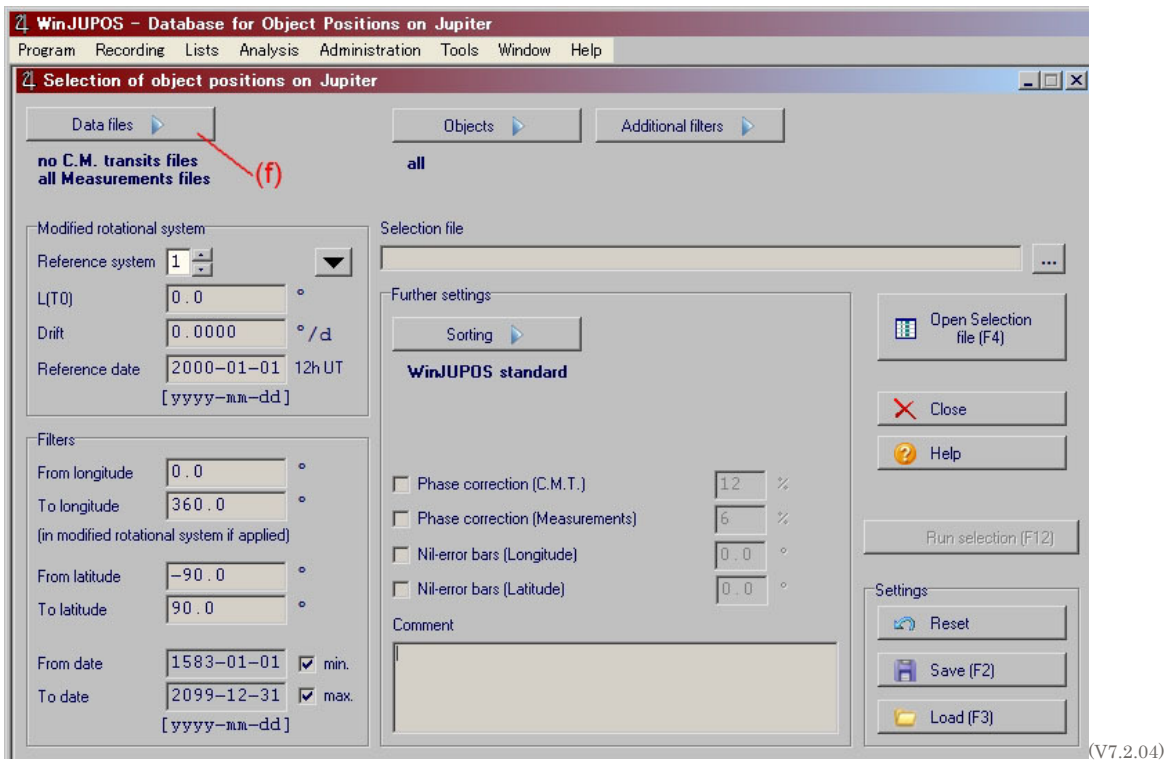 WinJUPOS - Database for Object Positions on Jupiter
Program Recording Lists Analysis Administration Tools Window Help
Selection of object positions on Jupiter
Data files
Objects
Additional filters
no C.M. transits files
all Measurements files
(f)
all
Modified rotational system
Reference system 1
L(T0) 0.0 °
Drift 0.0000 °/d
Reference date 2000-01-01 12h UT
[yyyy-mm-dd]
Selection file
...
Further settings
Sorting
WinJUPOS standard
Open Selection
file (F4)
Close
Help
Filters
From longitude 0.0 °
To longitude 360.0 °
(in modified rotational system if applied)
From latitude -90.0 °
To latitude 90.0 °
From date 1583-01-01 min.
To date 2099-12-31 max.
[yyyy-mm-dd]
Phase correction (C.M.T.) 12 %
Phase correction (Measurements) 6 %
Nil-error bars (Longitude) 0.0 °
Nil-error bars (Latitude) 0.0 °
Comment
Run selection (F12)
Settings
Reset
Save (F2)
Load (F3)
(V7.2.04)